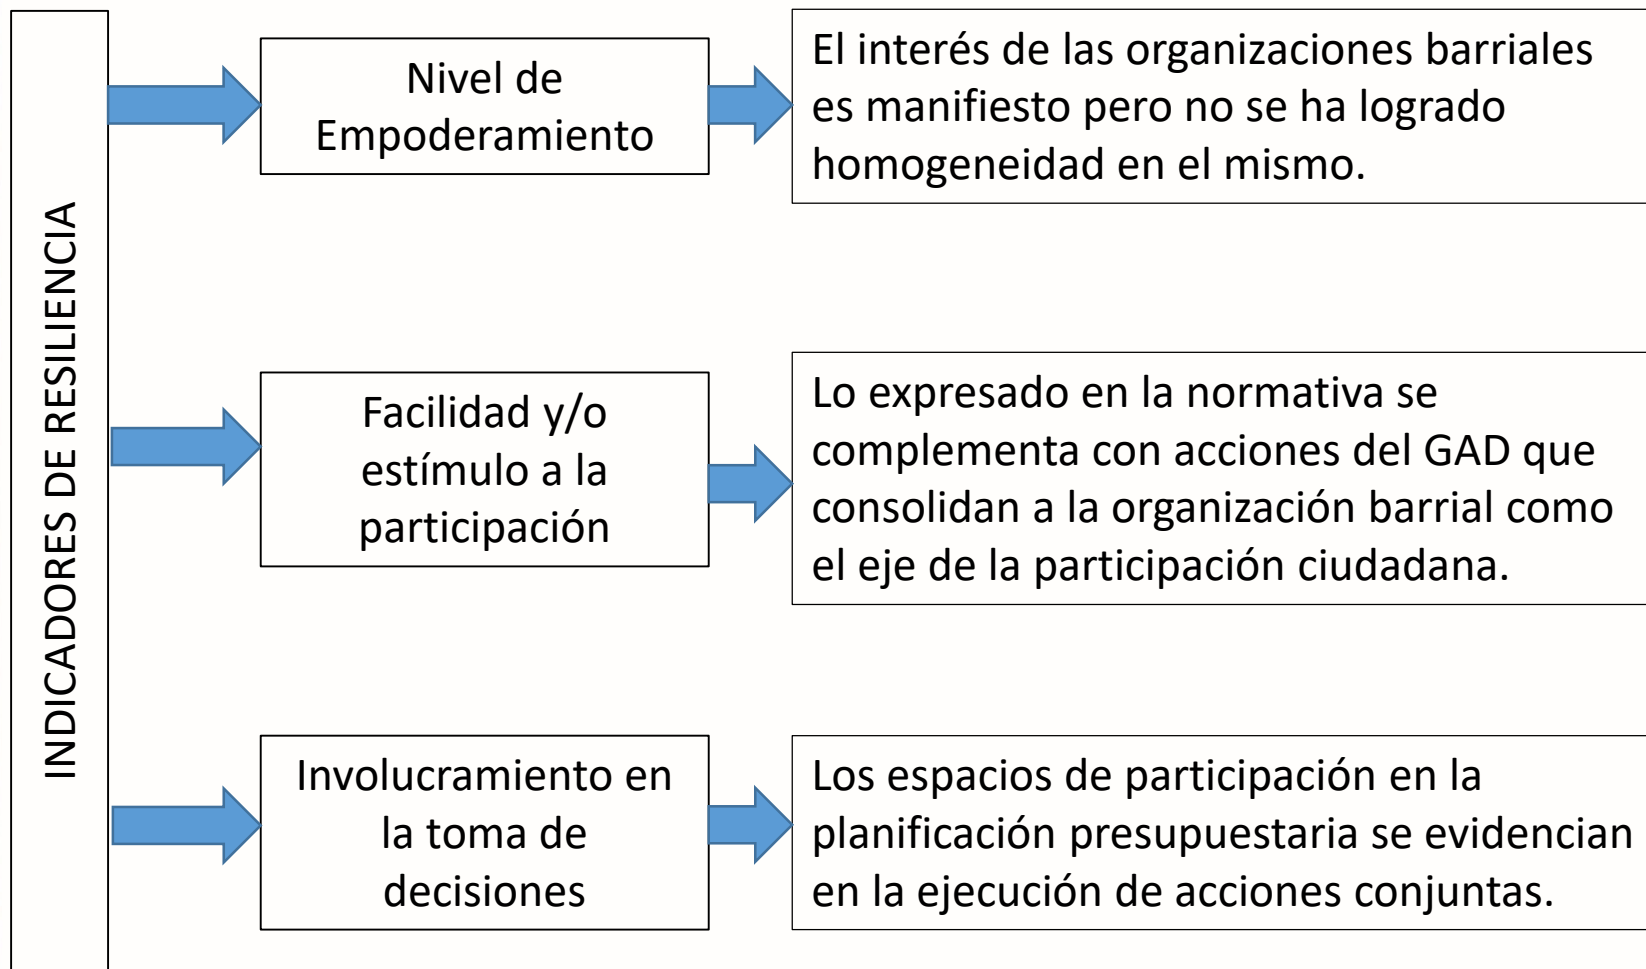 INDICADORES DE RESILIENCIA
Nivel de
Empoderamiento
El interés de las organizaciones barriales
es manifiesto pero no se ha logrado
homogeneidad en el mismo.
Facilidad y/o
estímulo a la
participación
Lo expresado en la normativa se
complementa con acciones del GAD que
consolidan a la organización barrial como
el eje de la participación ciudadana.
Involucramiento en
la toma de
decisiones
Los espacios de participación en la
planificación presupuestaria se evidencian
en la ejecución de acciones conjuntas.